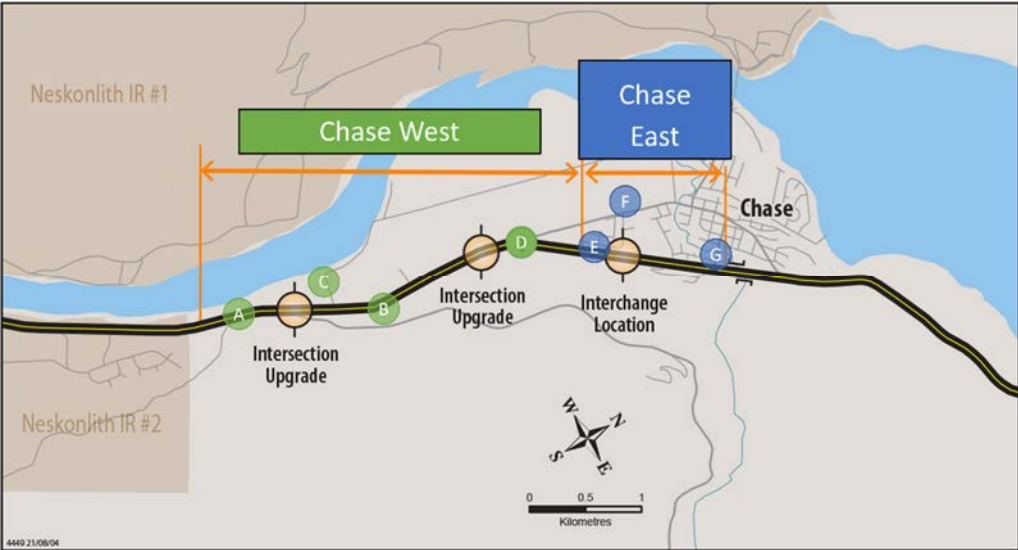 Neskonlith IR #1
Chase West
Chase
East
F
Chase
D
E
G
C
A
B
Intersection
Upgrade
Interchange
Location
Intersection
Upgrade
Neskonlith IR #2
W
N
S
E
0 0.5 1
Kilometres
4449 21/08/04